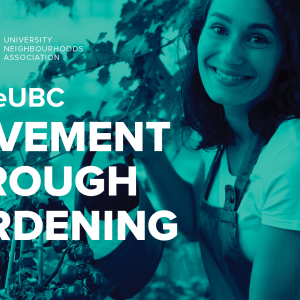 UNIVERSITY
NEIGHBOURHOODS
ASSOCIATION
eUBC
VEMENT
ROUGH
RDENING